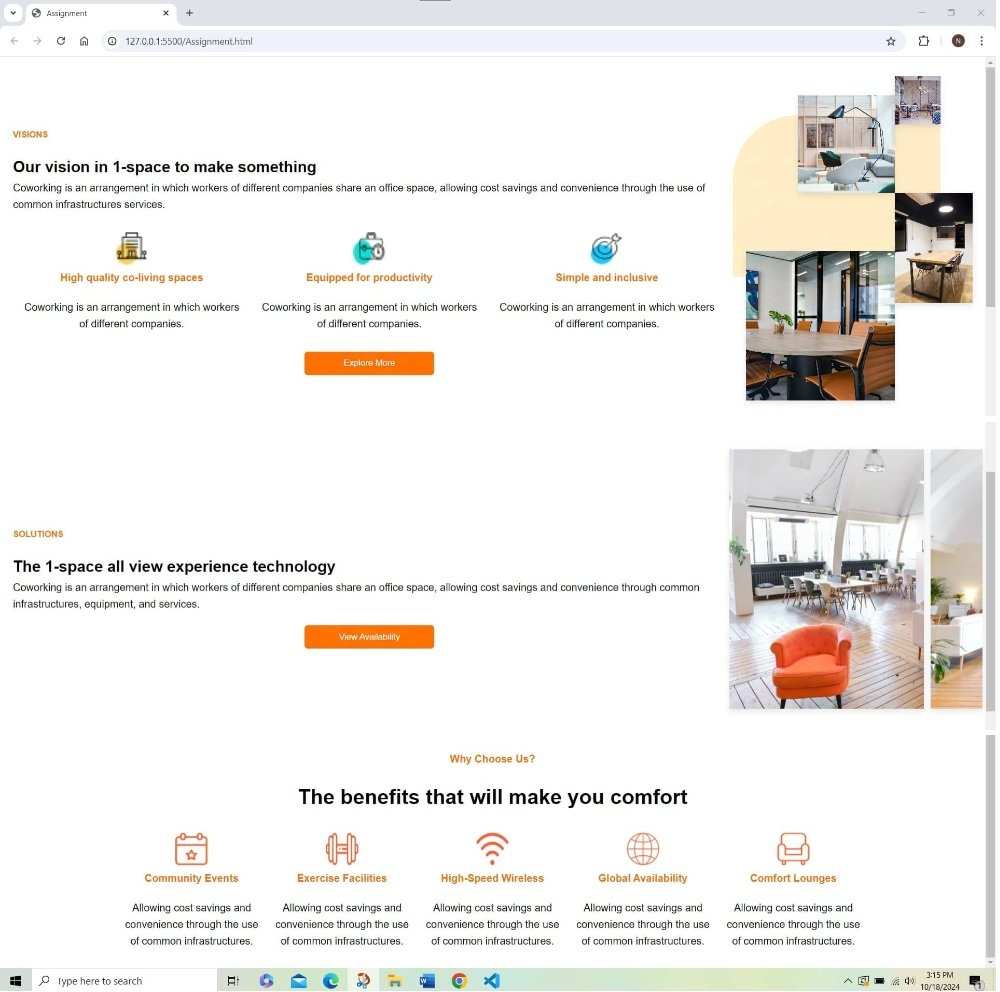 Assignment
127.0.0.1:5500/Assignment.html
N
VISIONS
Our vision in 1-space to make something
Coworking is an arrangement in which workers of different companies share an office space, allowing cost savings and convenience through the use of
common infrastructures services.
High quality co-living spaces
Equipped for productivity
Simple and inclusive
Coworking is an arrangement in which workers
of different companies.
Coworking is an arrangement in which workers
of different companies.
Coworking is an arrangement in which workers
of different companies.
Explore More
SOLUTIONS
The 1-space all view experience technology
Coworking is an arrangement in which workers of different companies share an office space, allowing cost savings and convenience through common
infrastructures, equipment, and services.
View Availability
Why Choose Us?
The benefits that will make you comfort
Community Events
Exercise Facilities
High-Speed Wireless
Global Availability
Comfort Lounges
Allowing cost savings and
convenience through the use
of common infrastructures.
Allowing cost savings and
convenience through the use
of common infrastructures.
Allowing cost savings and
convenience through the use
of common infrastructures.
Allowing cost savings and
convenience through the use
of common infrastructures.
Allowing cost savings and
convenience through the use
of common infrastructures.
Type here to search
3:15 PM
10/18/2024
1